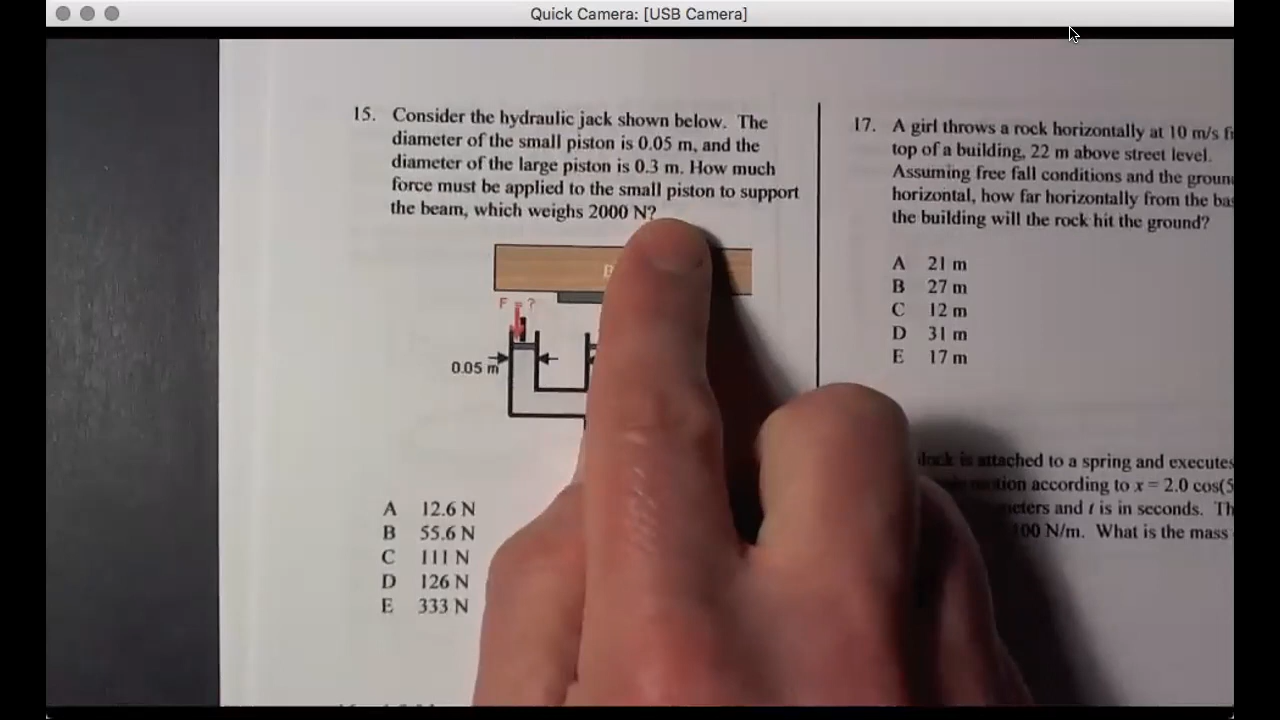 Quick Camera: [USB Camera]
15. Consider the hydraulic jack shown below. The
diameter of the small piston is 0.05 m, and the
diameter of the large piston is 0.3 m. How much
force must be applied to the small piston to support
the beam, which weighs 2000 N?
F = ?
0.05 m
A 12.6 N
B 55.6 N
C 111 N
D 126 N
E 333 N
17. A girl throws a rock horizontally at 10 m/s
top of a building, 22 m above street level.
Assuming free fall conditions and the
horizontal, how far horizontally from the
the building will the rock hit the ground?
A 21 m
B 27 m
C 12 m
D 31 m
E 17 m
is attached to a spring and executes
according to x = 2.0 cos(5
and t is in seconds.
N/m. What is the mass